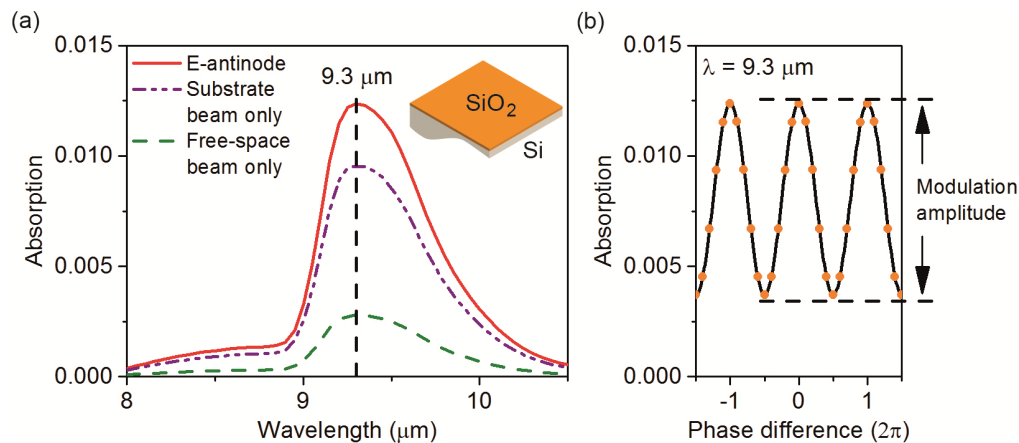 (a)
0.015
0.010
0.005
0.000
Absorption
E-antinode
Substrate
beam only
Free-space
beam only
9.3 μm
SiO2
Si
8
9
10
Wavelength (μm)
(b)
0.015
0.010
0.005
0.000
Absorption
λ = 9.3 μm
Modulation
amplitude
-1
0
1
Phase difference (2π)